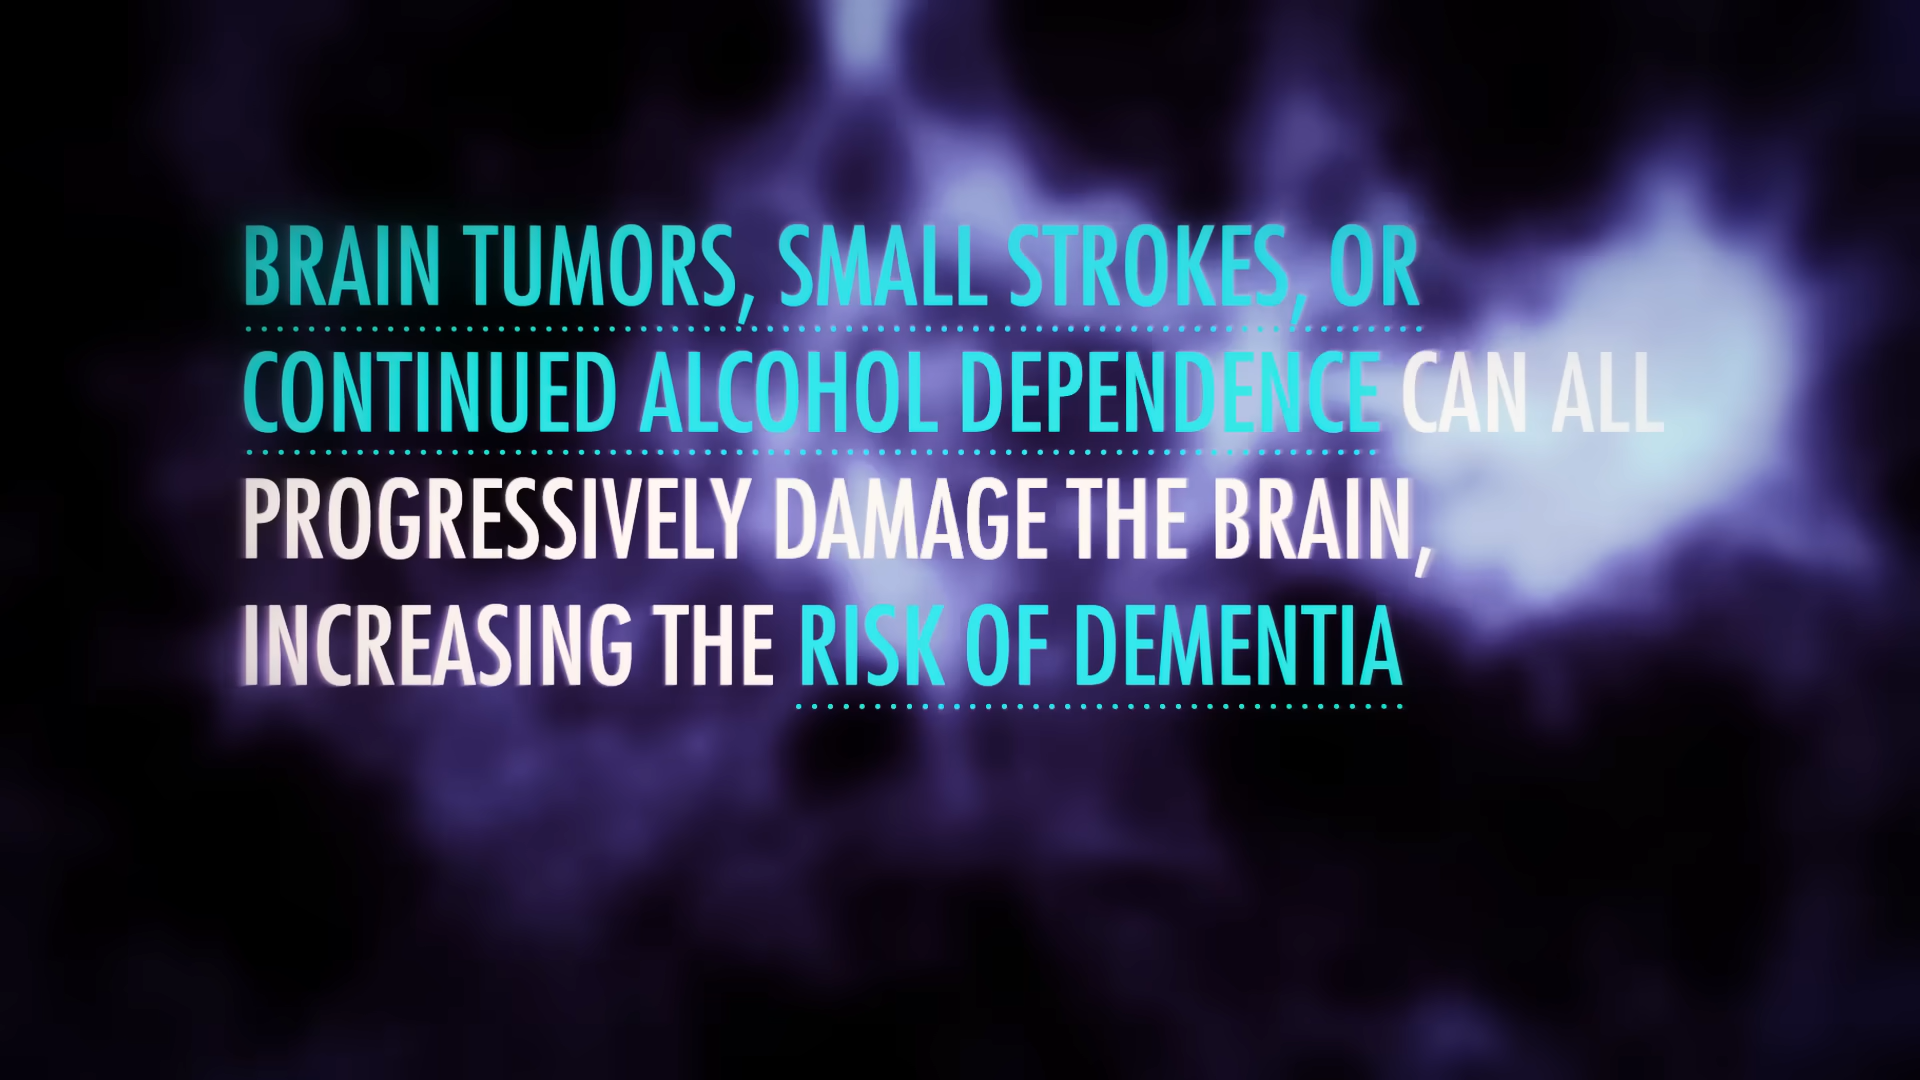 BRAIN TUMORS, SMALL STROKES, OR
CONTINUED ALCOHOL DEPENDENCE CAN ALL
PROGRESSIVELY DAMAGE THE BRAIN,
INCREASING THE RISK OF DEMENTIA